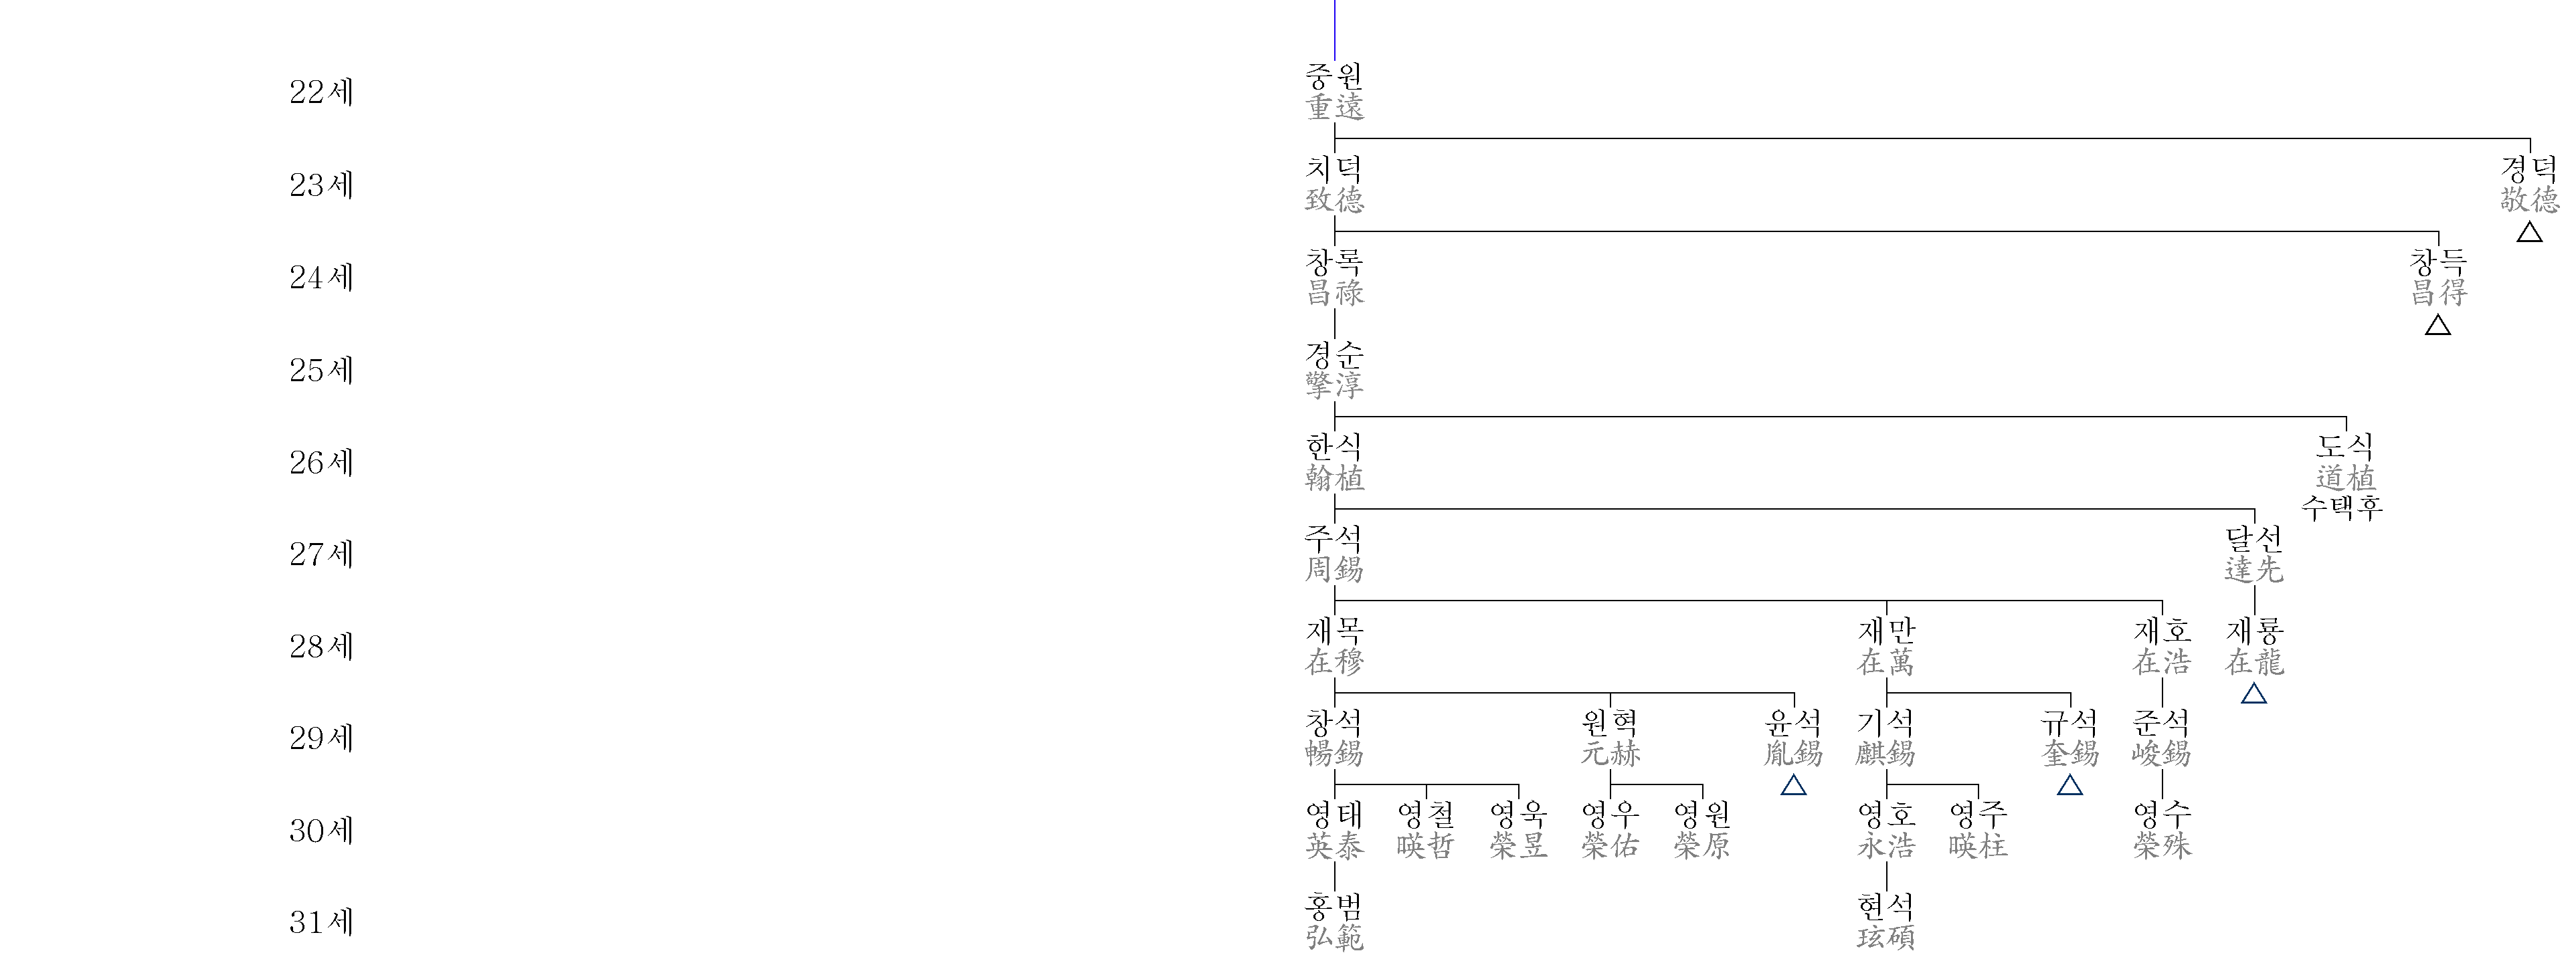 22세
중원
重遠
23세
치덕 경덕
致德 敬德
△ 
24세
창록 창득
昌祿 昌得
△
25세
경순
擎淳
26세
한식 도식
翰植 道植
수택후
27세
주석 달선
周錫 達先
28세
재목 재만 재호 재룡
在穆 在萬 在浩 在龍
△
29세
창석 원혁 윤석 기석 규석 준석
暢錫 元赫 胤錫 麒錫 奎錫 峻錫
△ △
30세
영태 영철 영욱 영우 영원 영호 영주 영수
英泰 暎哲 榮昱 榮佑 榮原 永浩 暎柱 榮殊
31세
홍범 현석
弘範 玹碩